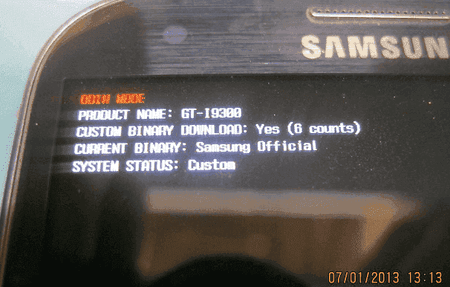 SAMSUN
ODIN MODE
PRODUCT NAME: GT-I9300
CUSTOM BINARY DOWNLOAD: Yes (6 counts)
CURRENT BINARY: Samsung Official
SYSTEM STATUS: Custom
07/01/2013 13:13